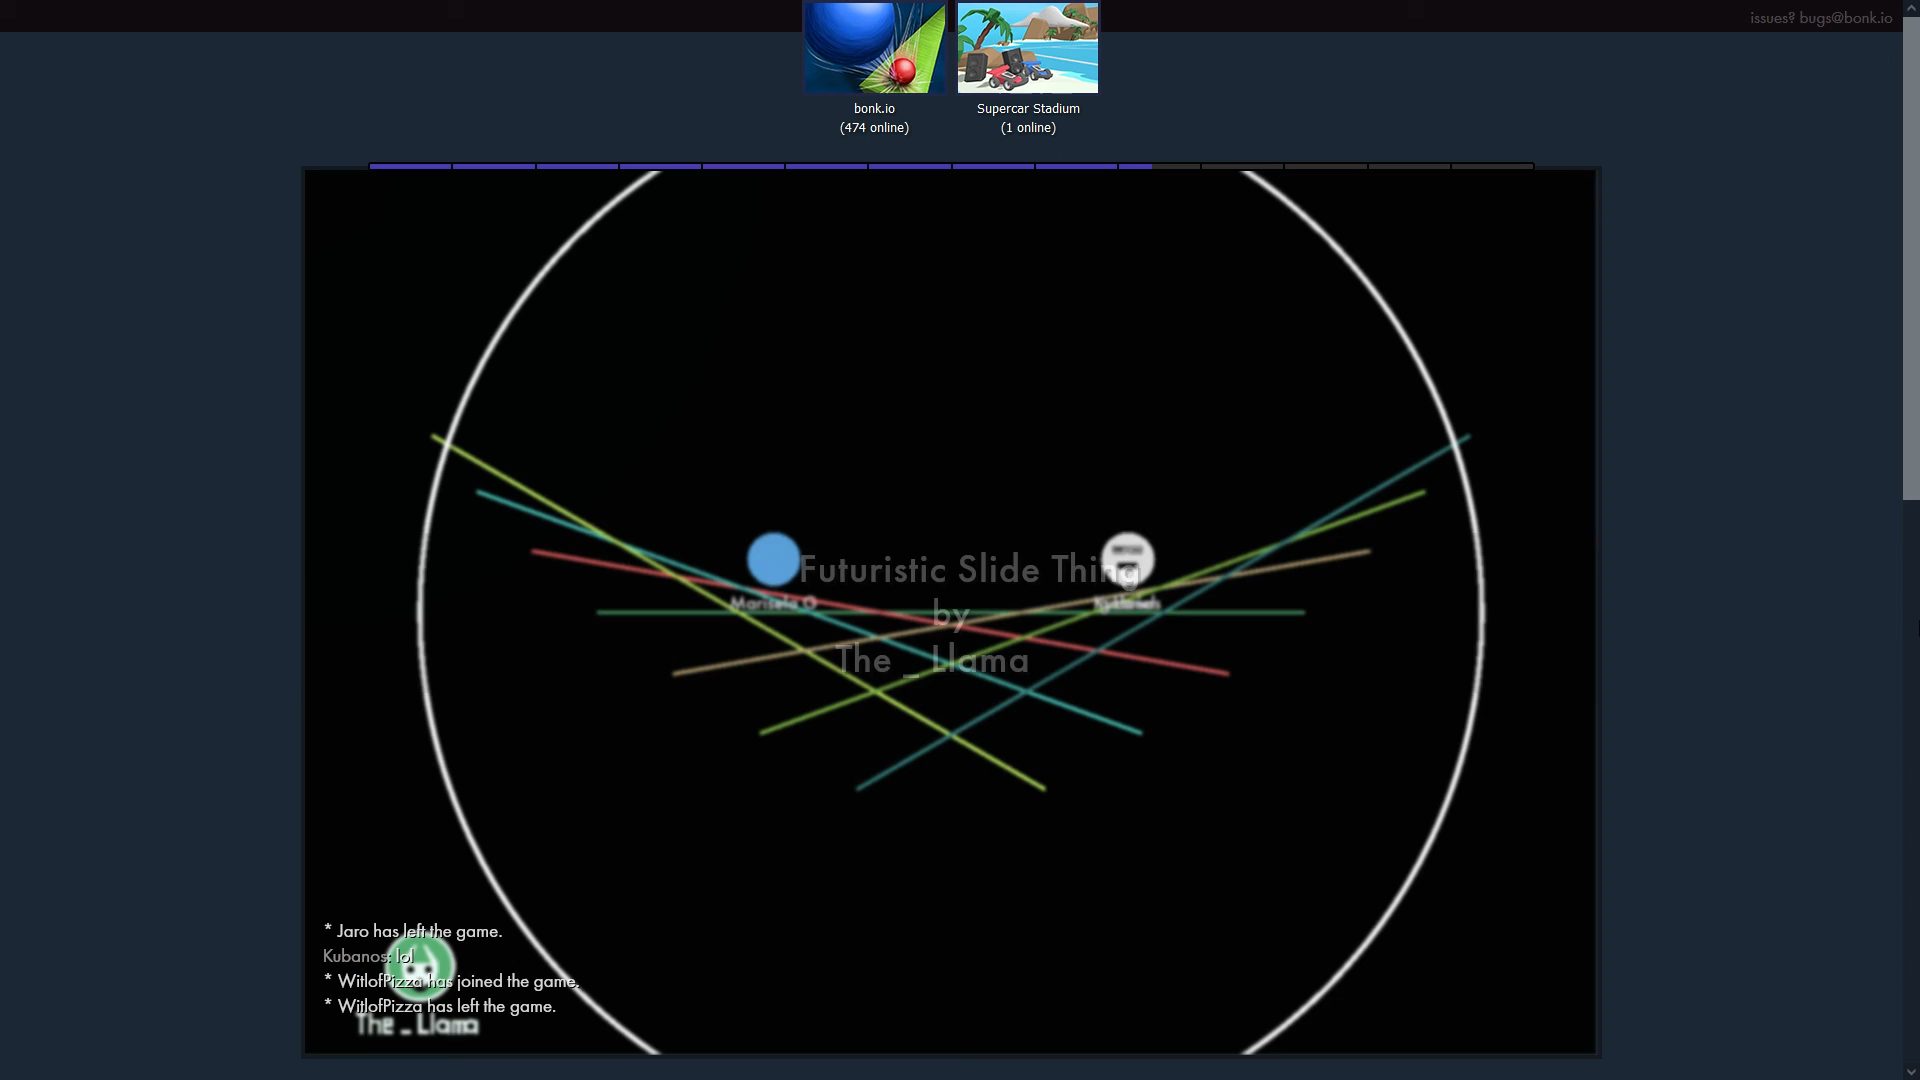 issues? bugs@bonk.io
bonk.io
(474 online)
Supercar Stadium
(1 online)
Futuristic Slide Thing
by
The _ Llama
Marisela G
* Jaro has left the game.
Kubanos: lol
* WitlofPizza has joined the game.
* WitlofPizza has left the game.
The _ Llama